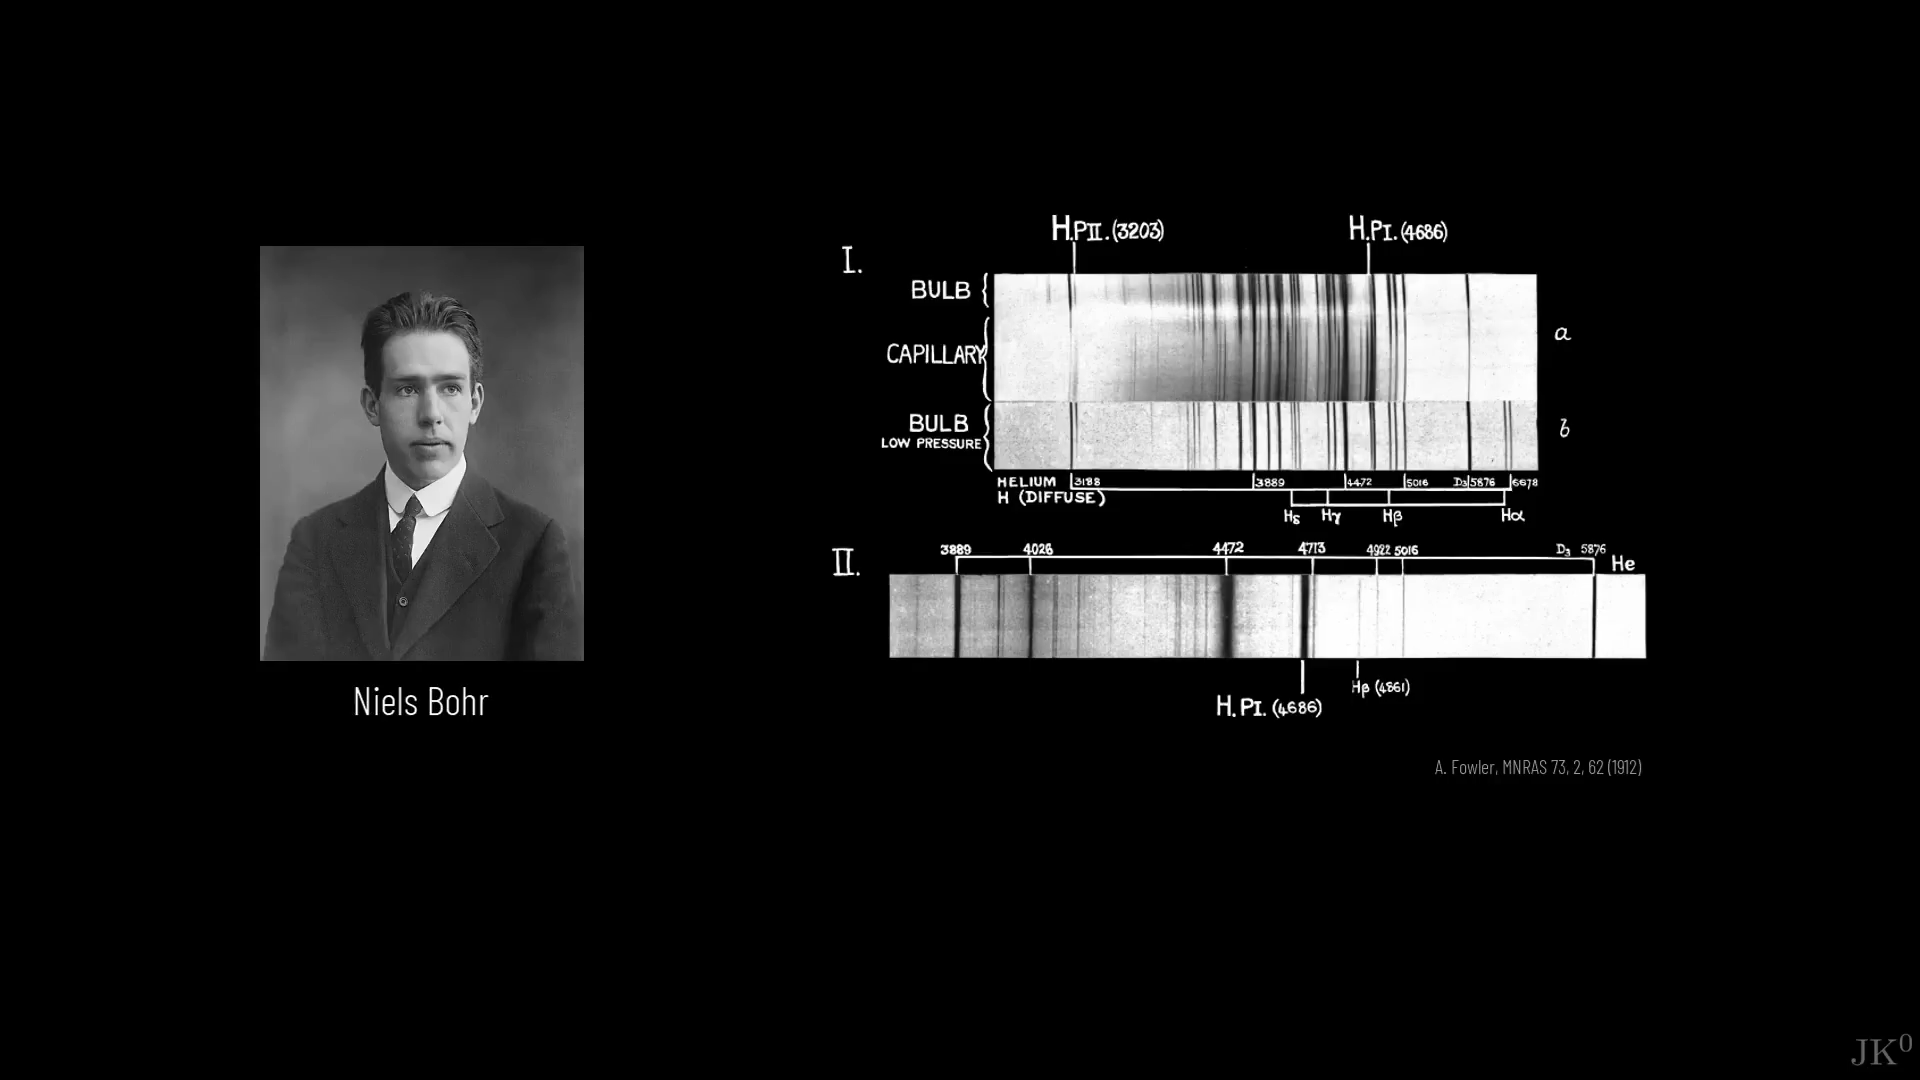 Niels Bohr
H.PII. (3203) H.PI. (4686)
I.
BULB
CAPILLARY
a
BULB
LOW PRESSURE
b
HELIUM 3188 3889 4472 5016 D3 5876 6678
H (DIFFUSE)
Hδ Hγ Hβ Hα
II.
3889 4026 4472 4713 4922 5016 D3 5876 He
Hβ (4861)
H.PI. (4686)
A. Fowler, MNRAS 73, 2, 62 (1912)
JK⁰